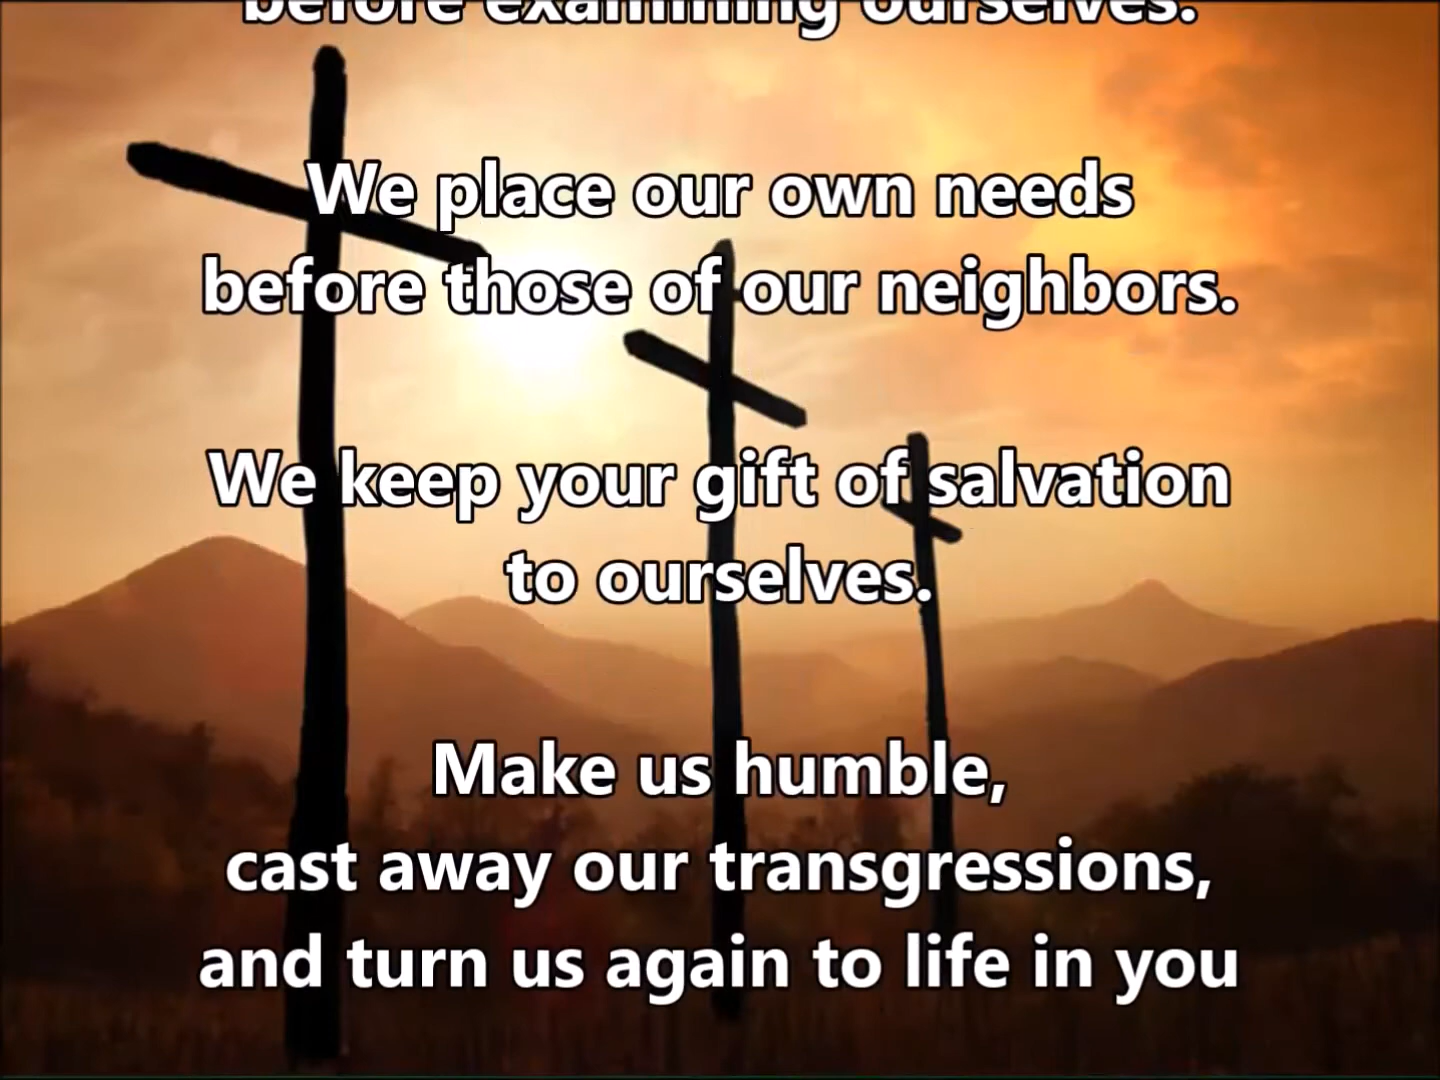 before examining ourselves.
We place our own needs
before those of our neighbors.
We keep your gift of salvation
to ourselves.
Make us humble,
cast away our transgressions,
and turn us again to life in you